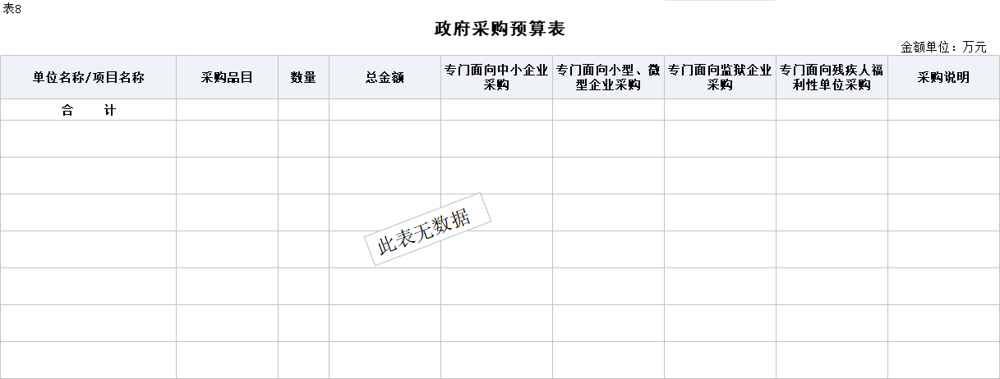 表8
政府采购预算表
金额单位：万元
单位名称/项目名称 采购品目 数量 总金额 专门面向中小企业 专门面向小型、微 专门面向监狱企业 专门面向残疾人福 采购说明
采购 型企业采购 采购 利性单位采购
合 计
此表无数据